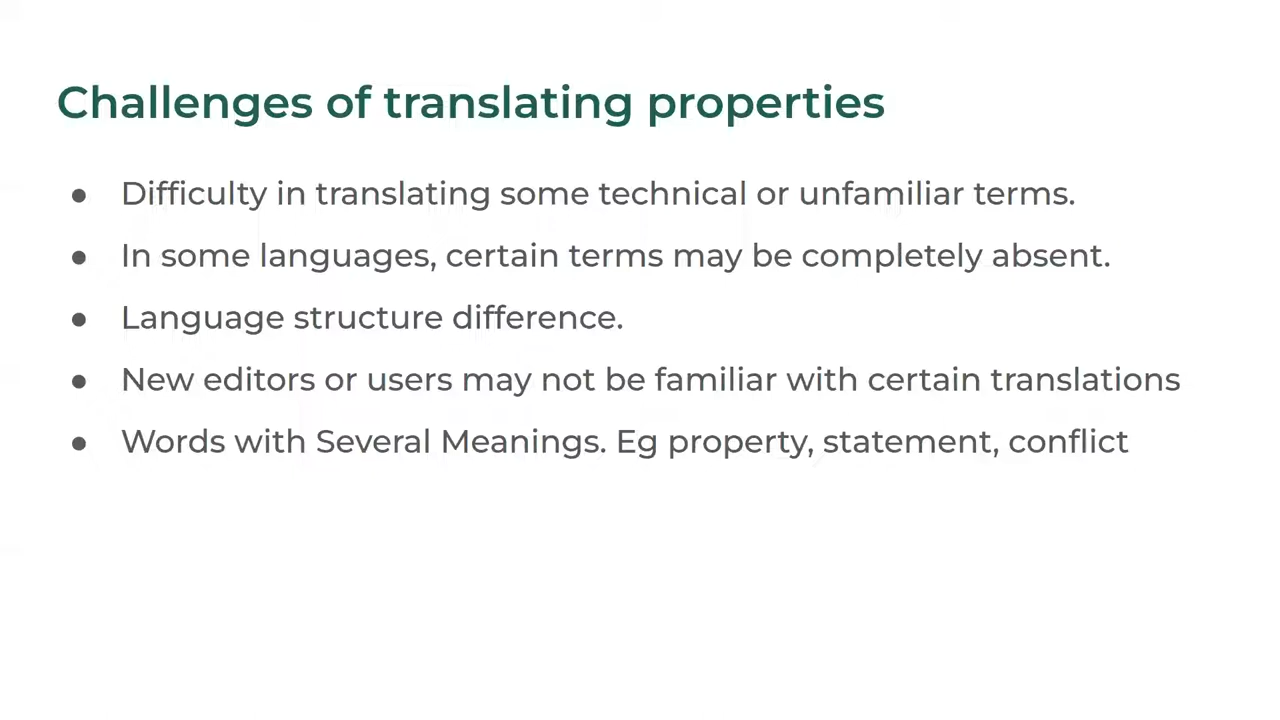 Challenges of translating properties
● Difficulty in translating some technical or unfamiliar terms.
● In some languages, certain terms may be completely absent.
● Language structure difference.
● New editors or users may not be familiar with certain translations
● Words with Several Meanings. Eg property, statement, conflict